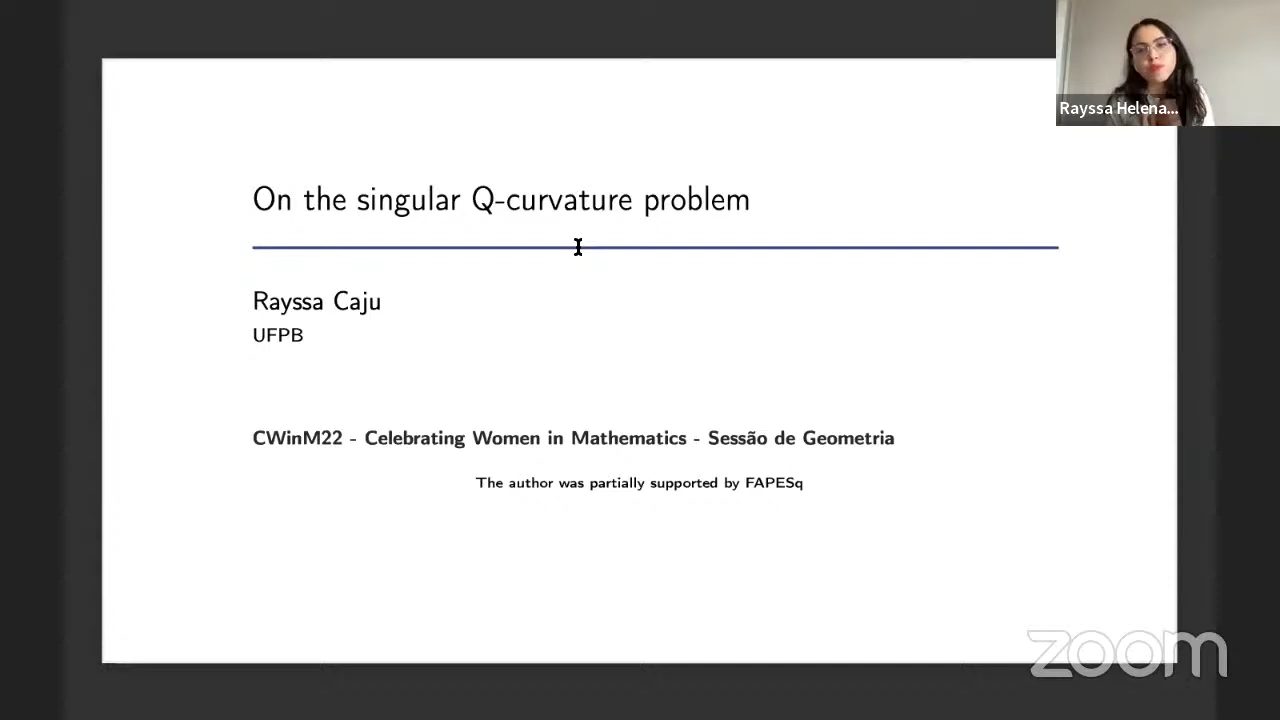 Rayssa Helena...
On the singular Q-curvature problem
Rayssa Caju
UFPB
CWinM22 - Celebrating Women in Mathematics - Sessão de Geometria
The author was partially supported by FAPESq
zoom